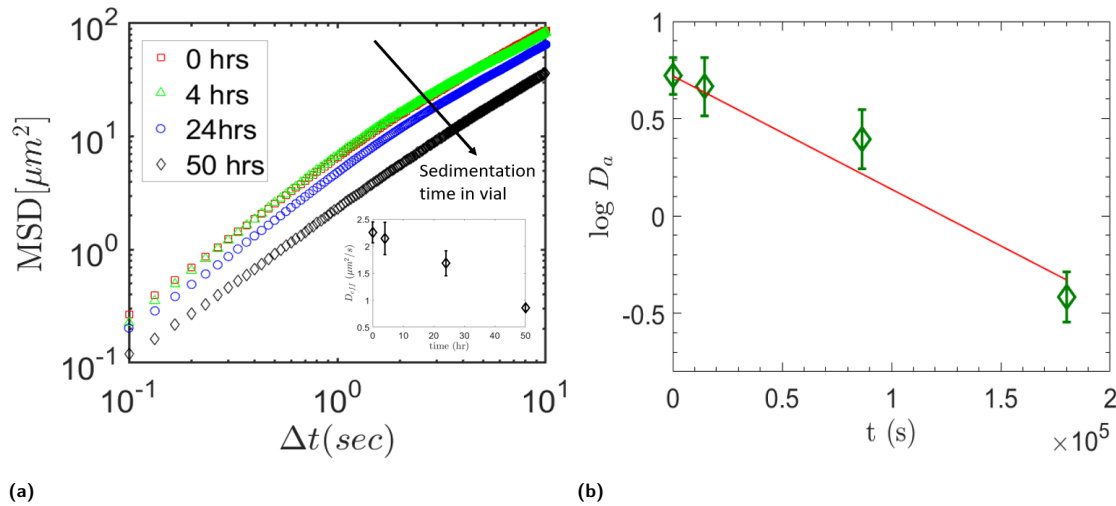 10²
10¹
10⁰
10⁻¹
MSD[μm²]
0 hrs
4 hrs
24hrs
50 hrs
Sedimentation
time in vial
2.5
2
1.5
1
0.5
D_eff (μm²/s)
0 10 20 30 40 50
time (hr)
10⁻¹ 10⁰ 10¹
Δt(sec)
(a)
1
0.5
0
-0.5
log D_a
0 0.5 1 1.5 2
t (s)
×10⁵
(b)